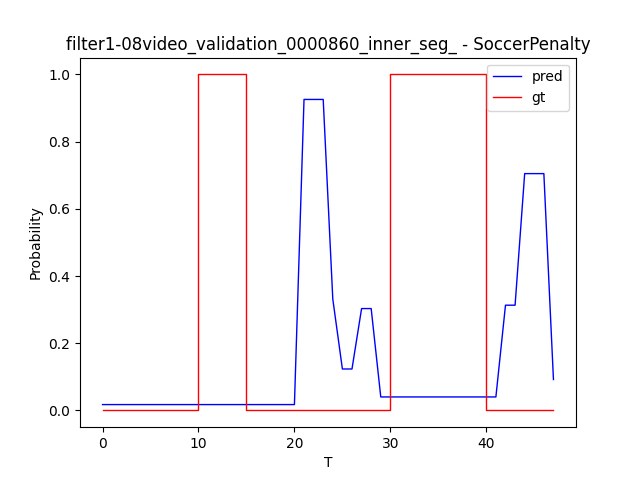 filter1-08video_validation_0000860_inner_seg_ - SoccerPenalty
pred
gt
1.0
0.8
0.6
0.4
0.2
0.0
Probability
0 10 20 30 40
T